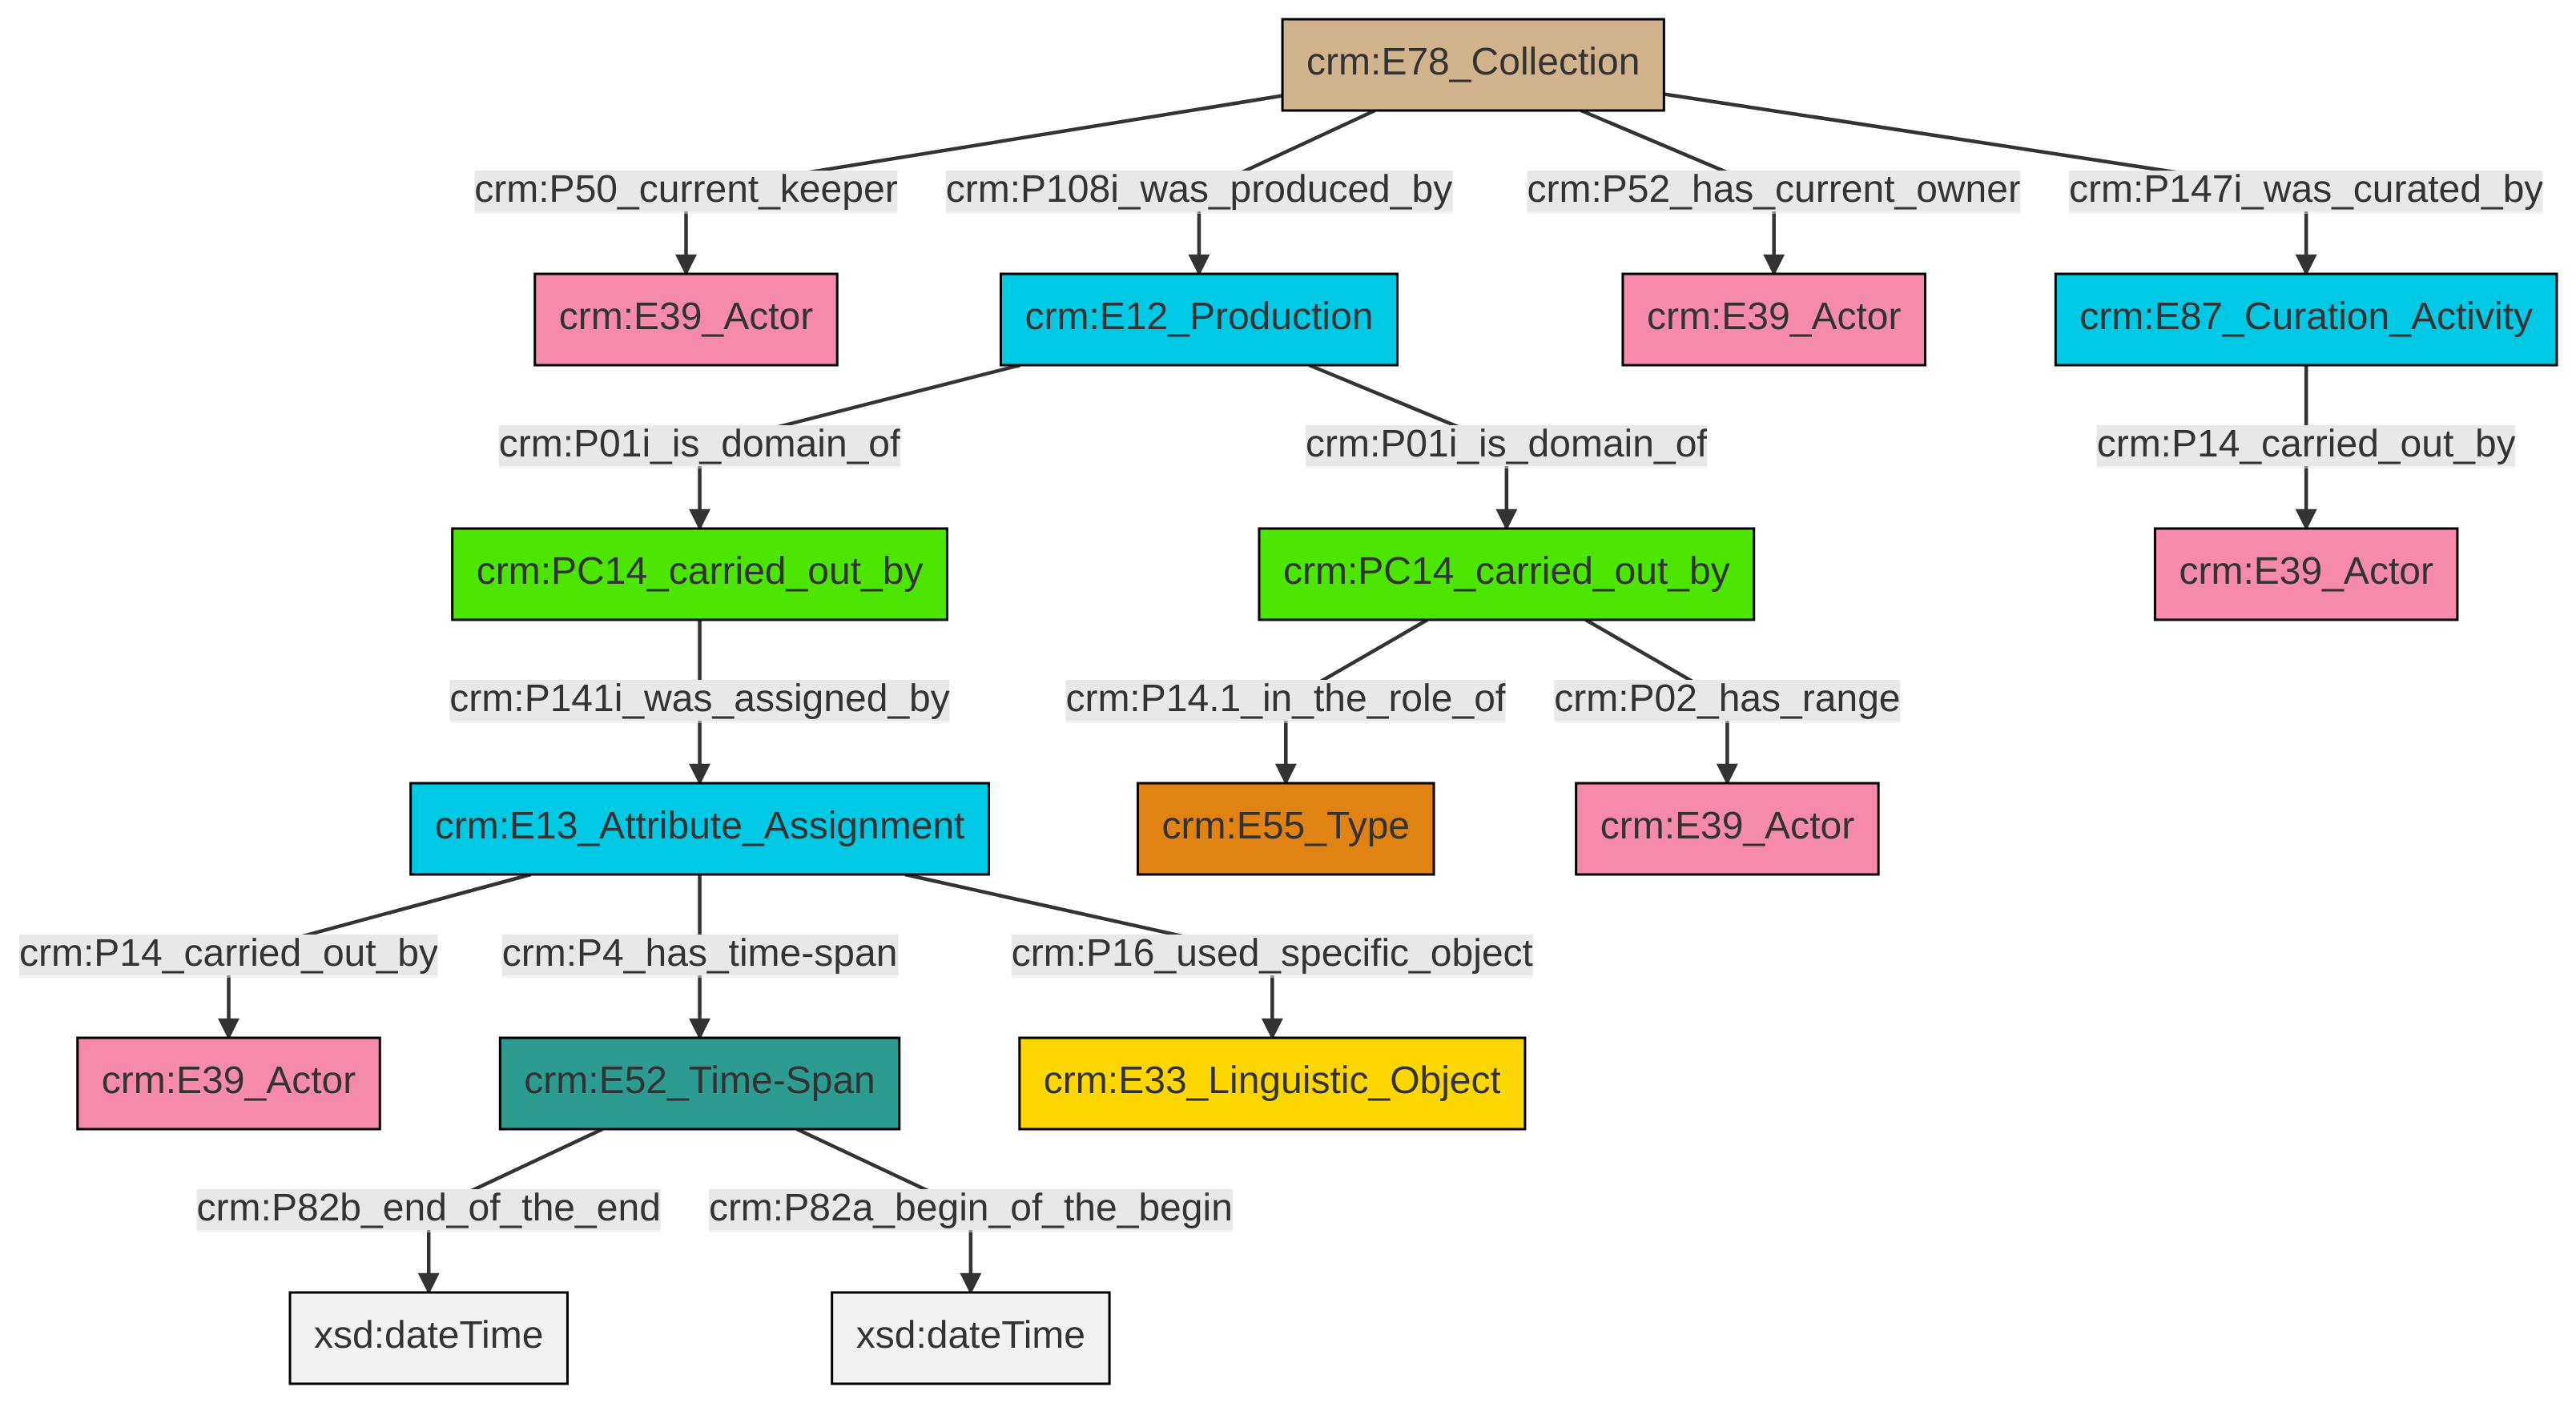 crm:E78_Collection
crm:P50_current_keeper
crm:P108i_was_produced_by
crm:P52_has_current_owner
crm:P147i_was_curated_by
crm:E39_Actor
crm:E12_Production
crm:E39_Actor
crm:E87_Curation_Activity
crm:P01i_is_domain_of
crm:P01i_is_domain_of
crm:P14_carried_out_by
crm:PC14_carried_out_by
crm:PC14_carried_out_by
crm:E39_Actor
crm:P141i_was_assigned_by
crm:P14.1_in_the_role_of
crm:P02_has_range
crm:E13_Attribute_Assignment
crm:E55_Type
crm:E39_Actor
crm:P14_carried_out_by
crm:P4_has_time-span
crm:P16_used_specific_object
crm:E39_Actor
crm:E52_Time-Span
crm:E33_Linguistic_Object
crm:P82b_end_of_the_end
crm:P82a_begin_of_the_begin
xsd:dateTime
xsd:dateTime